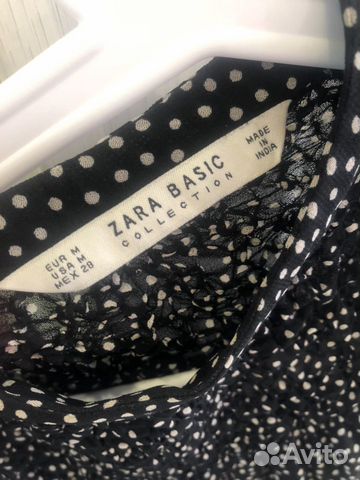 ZARA BASIC
COLLECTION
MADE IN
INDIA
EUR M
USA M
MEX 28
Avito